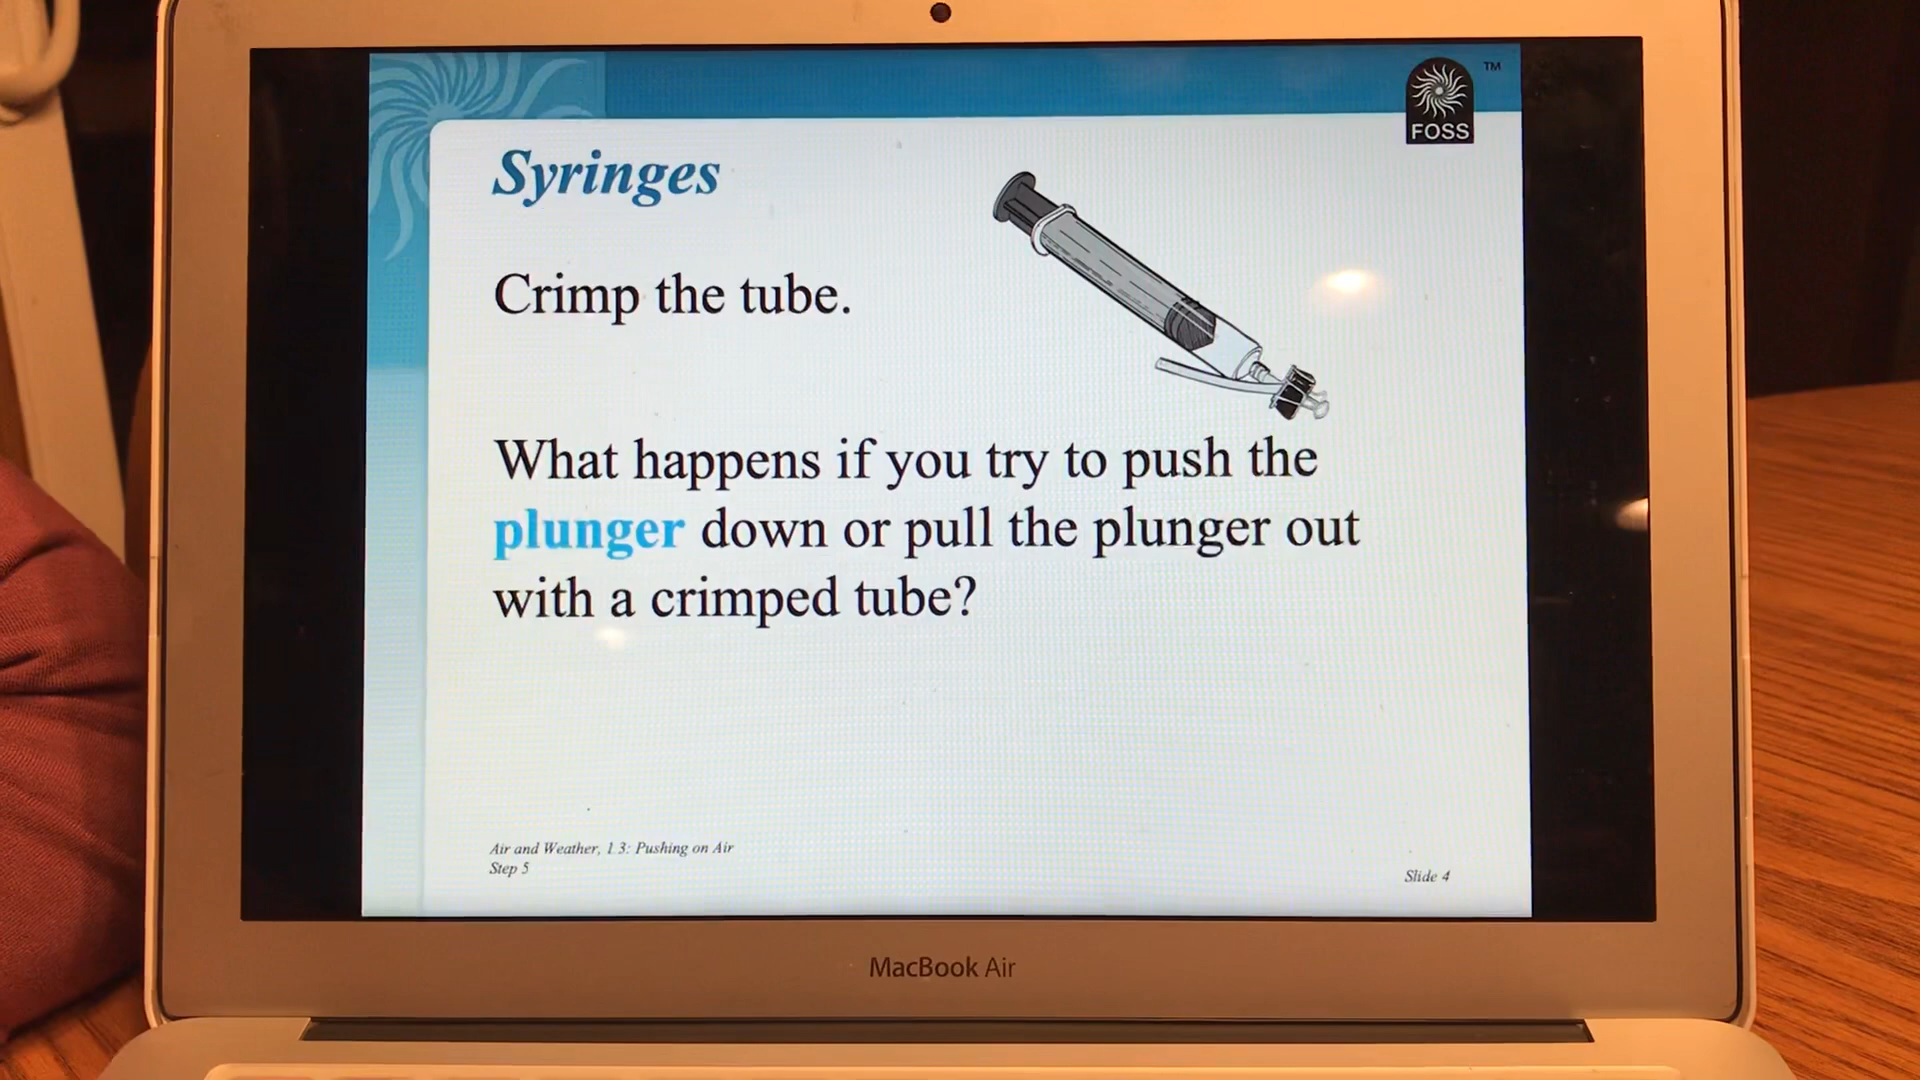 TM
FOSS
Syringes
Crimp the tube.
What happens if you try to push the
plunger down or pull the plunger out
with a crimped tube?
Air and Weather, 1.3: Pushing on Air
Step 5
Slide 4
MacBook Air